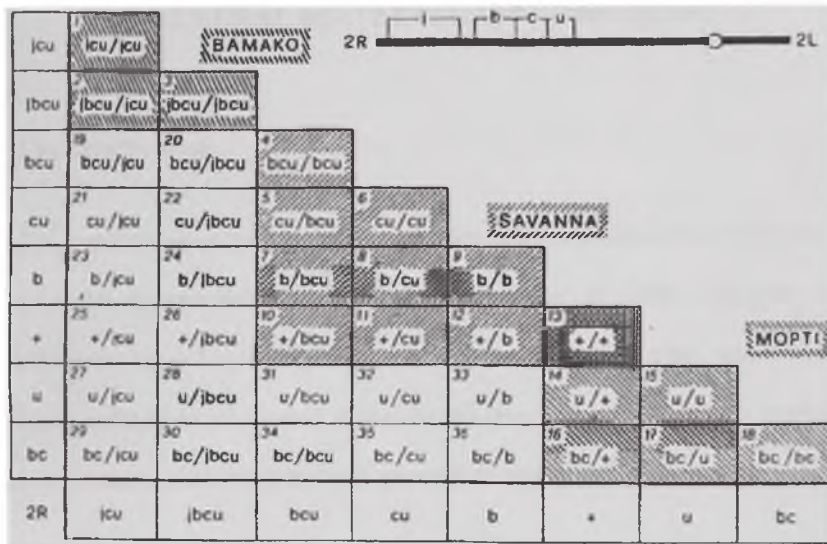 j b c u
2R 2L
1
jcu jcu/jcu BAMAKO
2 3
jbcu jbcu/jcu jbcu/jbcu
19 20 4
bcu bcu/jcu bcu/jbcu bcu/bcu
21 22 5 6
cu cu/jcu cu/jbcu cu/bcu cu/cu SAVANNA
23 24 7 8 9
b b/jcu b/jbcu b/bcu b/cu b/b
25 26 10 11 12 13
+ +/jcu +/jbcu +/bcu +/cu +/b +/+ MOPTI
27 28 31 32 33 14 15
u u/jcu u/jbcu u/bcu u/cu u/b u/+ u/u
29 30 34 35 16 17 18
bc bc/jcu bc/jbcu bc/bcu bc/cu bc/b bc/+ bc/u bc/bc
2R jcu jbcu bcu cu b + u bc